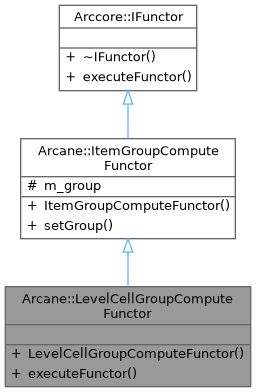 Arccore::IFunctor
+ ~IFunctor()
+ executeFunctor()
Arcane::ItemGroupCompute
Functor
# m_group
+ ItemGroupComputeFunctor()
+ setGroup()
Arcane::LevelCellGroupCompute
Functor
+ LevelCellGroupComputeFunctor()
+ executeFunctor()